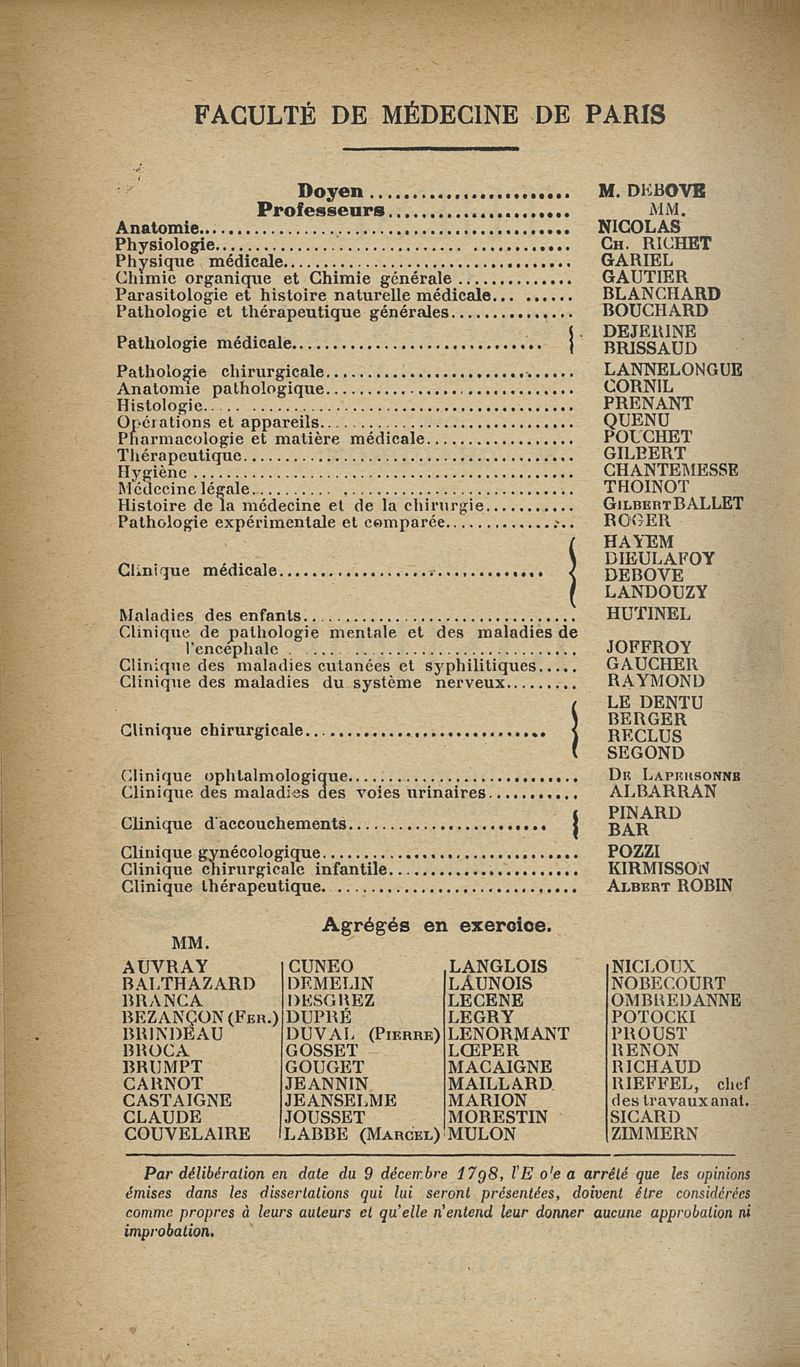 FACULTÉ DE MÉDECINE DE PARIS
Doyen ........................ M. DEBOVE
Professeurs ...................... MM.
Anatomie ............................................. NICOLAS
Physiologie ............................................. CH. RICHET
Physique médicale ................................... GARIEL
Chimie organique et Chimie générale .............. GAUTIER
Parasitologie et histoire naturelle médicale ......... BLANCHARD
Pathologie et thérapeutique générales ............... BOUCHARD
Pathologie médicale .............................. { DEJERINE
BRISSAUD
Pathologie chirurgicale .............................. LANNELONGUE
Anatomie pathologique .............................. CORNIL
Histologie ............................................. PRENANT
Opérations et appareils .............................. QUENU
Pharmacologie et matière médicale .................. POUCHET
Thérapeutique ........................................ GILBERT
Hygiène ............................................. CHANTEMESSE
Médecine légale ....................................... THOINOT
Histoire de la médecine et de la chirurgie ........... GILBERT BALLET
Pathologie expérimentale et comparée ............... ROGER
Clinique médicale ................................ { HAYEM
DIEULAFOY
DEBOVE
LANDOUZY
Maladies des enfants ................................. HUTINEL
Clinique de pathologie mentale et des maladies de
l'encéphale ................................. JOFFROY
Clinique des maladies cutanées et syphilitiques ..... GAUCHER
Clinique des maladies du système nerveux ......... RAYMOND
Clinique chirurgicale ............................. { LE DENTU
BERGER
RECLUS
SEGOND
Clinique ophtalmologique ............................ DE LAPERSONNE
Clinique des maladies des voies urinaires ........... ALBARRAN
Clinique d'accouchements ........................ { PINARD
BAR
Clinique gynécologique ............................... POZZI
Clinique chirurgicale infantile ....................... KIRMISSON
Clinique thérapeutique .............................. ALBERT ROBIN
Agrégés en exercice.
MM.
AUVRAY
BALTHAZARD
BRANCA
BEZANÇON (FER.)
BRINDEAU
BROCA
BRUMPT
CARNOT
CASTAIGNE
CLAUDE
COUVELAIRE
CUNEO
DEMELIN
DESGREZ
DUPRÉ
DUVAL (PIERRE)
GOSSET
GOUGET
JEANNIN
JEANSELME
JOUSSET
LABBE (MARCEL)
LANGLOIS
LAUNOIS
LECENE
LEGRY
LENORMANT
LŒPER
MACAIGNE
MAILLARD
MARION
MORESTIN
MULON
NICLOUX
NOBECOURT
OMBREDANNE
POTOCKI
PROUST
RENON
RICHAUD
RIEFFEL, chef
des travaux anat.
SICARD
ZIMMERN
Par délibération en date du 9 décembre 1798, l'E o'e a arrêté que les opinions
émises dans les dissertations qui lui seront présentées, doivent être considérées
comme propres à leurs auteurs et qu'elle n'entend leur donner aucune approbation ni
improbation.